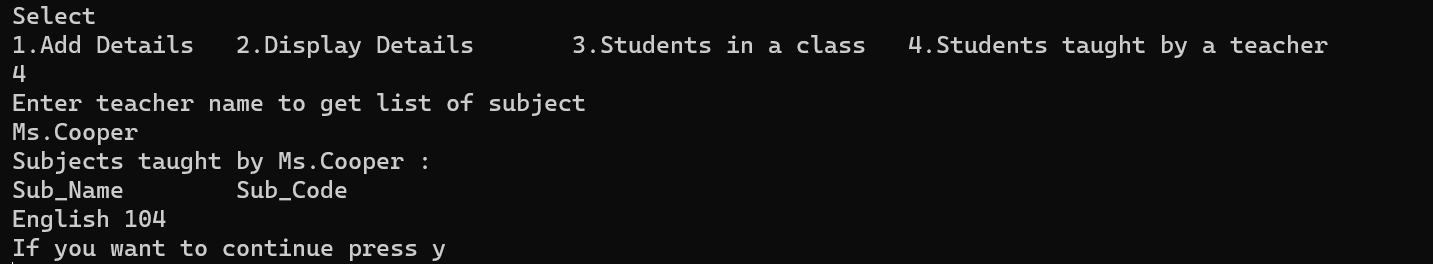 Select
1.Add Details   2.Display Details       3.Students in a class   4.Students taught by a teacher
4
Enter teacher name to get list of subject
Ms.Cooper
Subjects taught by Ms.Cooper :
Sub_Name        Sub_Code
English 104
If you want to continue press y